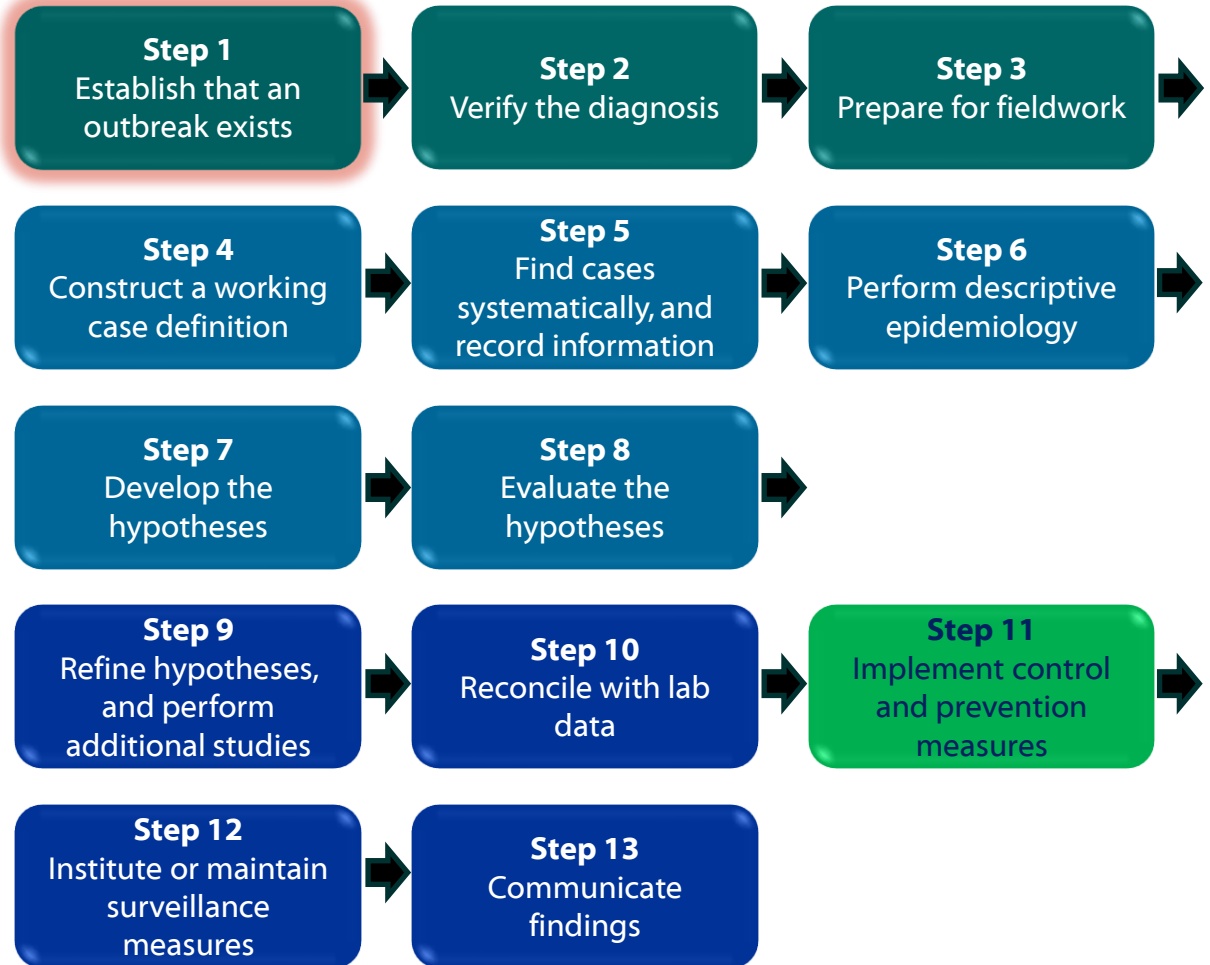 Step 1
Establish that an
outbreak exists
Step 2
Verify the diagnosis
Step 3
Prepare for fieldwork
Step 4
Construct a working
case definition
Step 5
Find cases
systematically, and
record information
Step 6
Perform descriptive
epidemiology
Step 7
Develop the
hypotheses
Step 8
Evaluate the
hypotheses
Step 9
Refine hypotheses,
and perform
additional studies
Step 10
Reconcile with lab
data
Step 11
Implement control
and prevention
measures
Step 12
Institute or maintain
surveillance
measures
Step 13
Communicate
findings